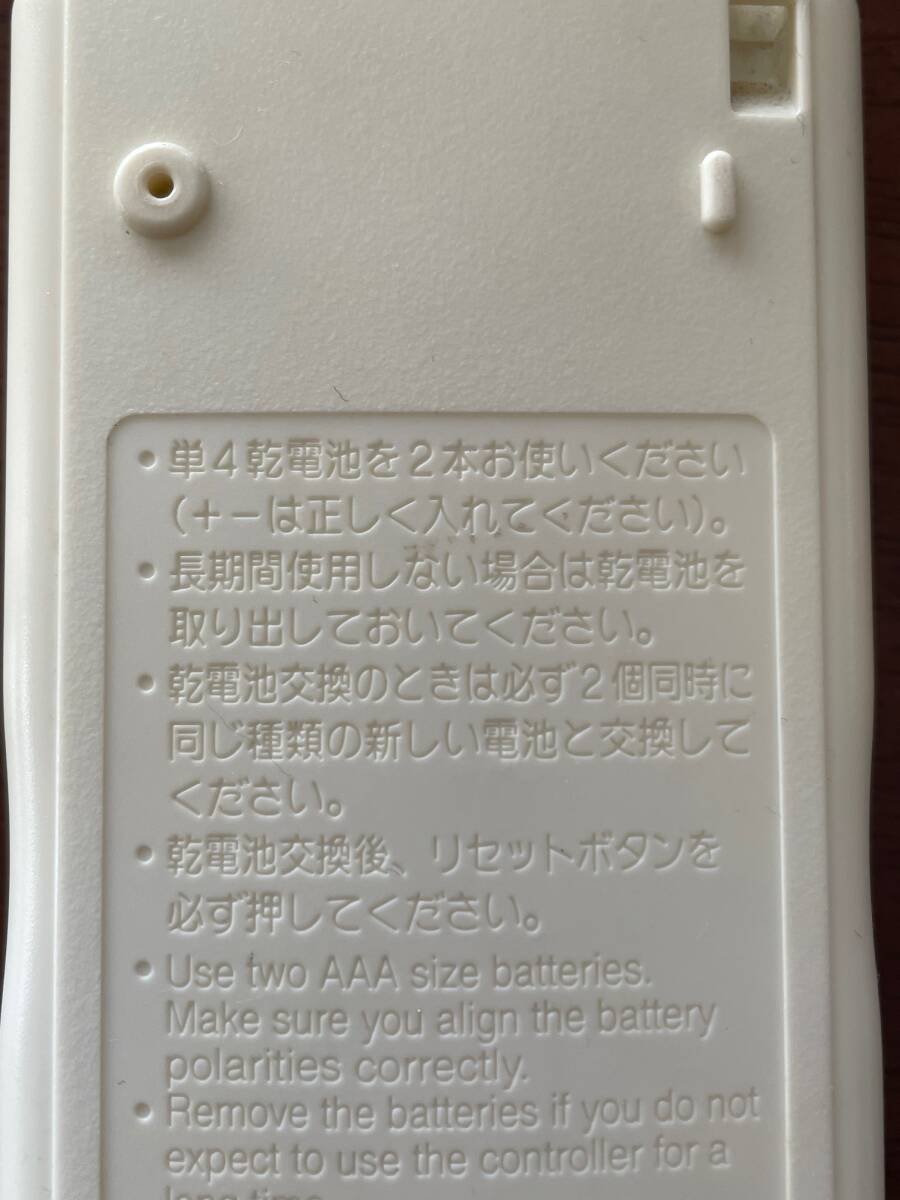 • 単4乾電池を2本お使いください
(+−は正しく入れてください)。
• 長期間使用しない場合は乾電池を
取り出しておいてください。
• 乾電池交換のときは必ず2個同時に
同じ種類の新しい電池と交換して
ください。
• 乾電池交換後、リセットボタンを
必ず押してください。
• Use two AAA size batteries.
Make sure you align the battery
polarities correctly.
• Remove the batteries if you do not
expect to use the controller for a
long time.